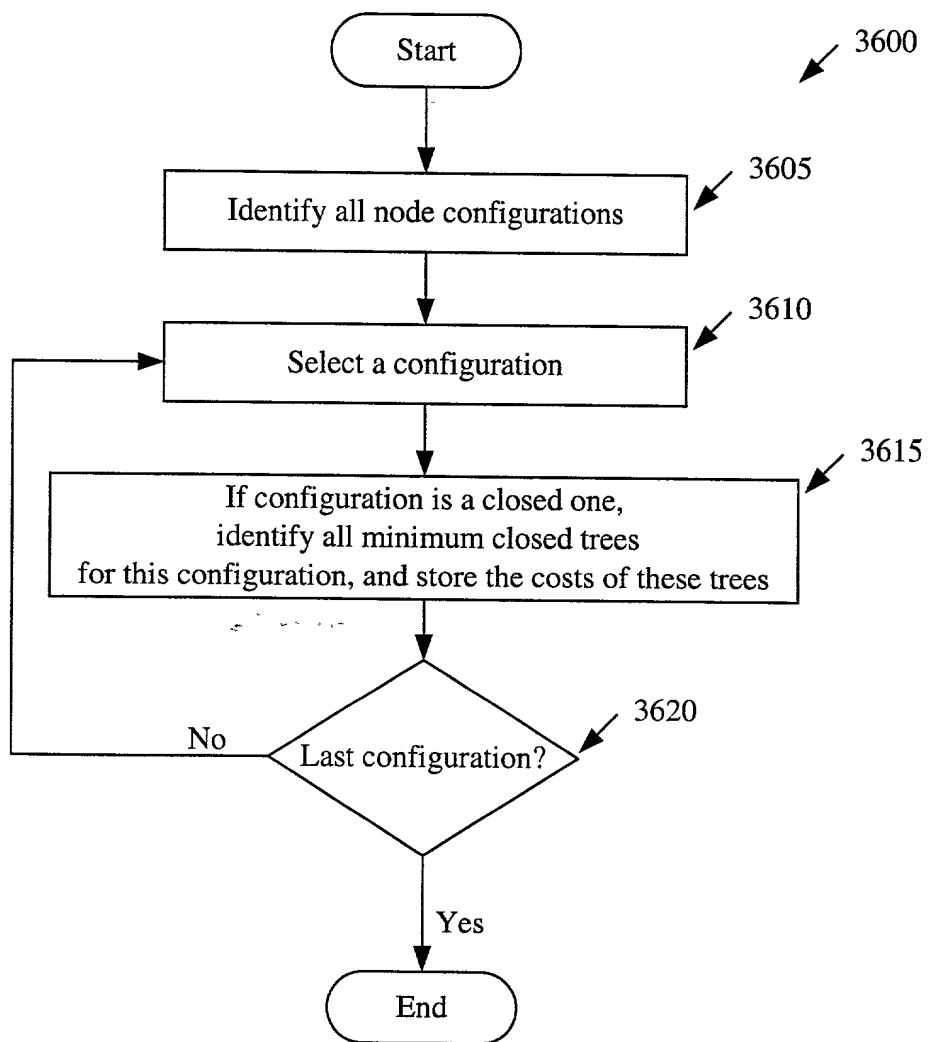 Start
3600
3605
Identify all node configurations
3610
Select a configuration
3615
If configuration is a closed one,
identify all minimum closed trees
for this configuration, and store the costs of these trees
3620
No
Last configuration?
Yes
End